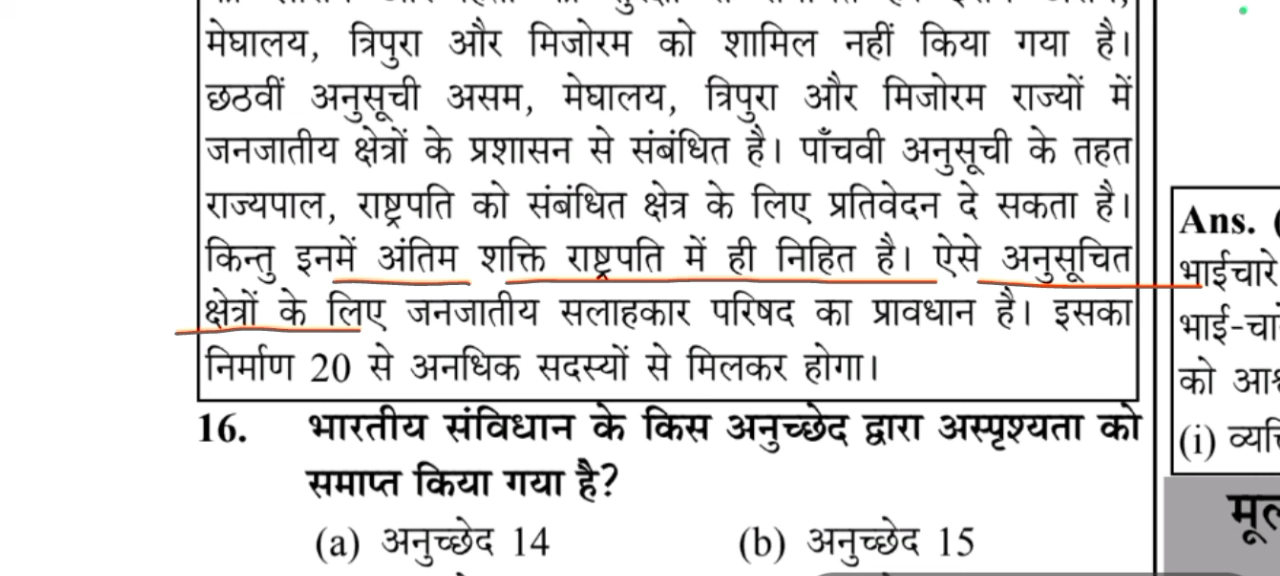 मेघालय, त्रिपुरा और मिजोरम को शामिल नहीं किया गया है।
छठवीं अनुसूची असम, मेघालय, त्रिपुरा और मिजोरम राज्यों में
जनजातीय क्षेत्रों के प्रशासन से संबंधित है। पाँचवी अनुसूची के तहत
राज्यपाल, राष्ट्रपति को संबंधित क्षेत्र के लिए प्रतिवेदन दे सकता है।
किन्तु इनमें अंतिम शक्ति राष्ट्रपति में ही निहित है। ऐसे अनुसूचित
क्षेत्रों के लिए जनजातीय सलाहकार परिषद का प्रावधान है। इसका
निर्माण 20 से अनधिक सदस्यों से मिलकर होगा।
16. भारतीय संविधान के किस अनुच्छेद द्वारा अस्पृश्यता को
समाप्त किया गया है?
(a) अनुच्छेद 14 (b) अनुच्छेद 15
Ans. (
भाईचारे
भाई-चा
को
(i)